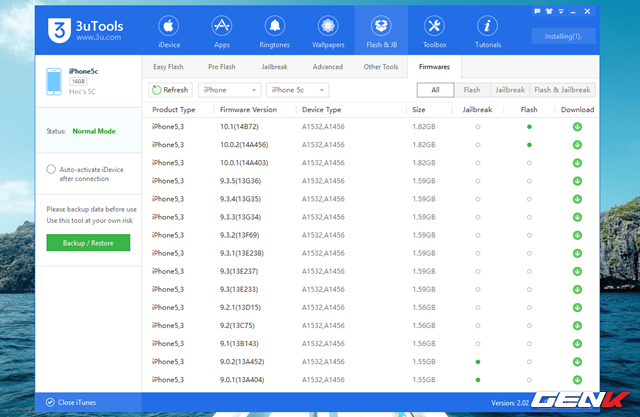 3uTools
www.3u.com
iDevice
Apps
Ringtones
Wallpapers
Flash & JB
Toolbox
Tutorials
Installing(1).
iPhone5c
16GB
Hoc's 5C
Status: Normal Mode
Auto-activate iDevice
after connection
Please backup data before use
Use this tool at your own risk
Backup / Restore
Easy Flash Pro Flash Jailbreak Advanced Other Tools Firmwares
Refresh iPhone iPhone 5c All Flash Jailbreak Flash & Jailbreak
Product Type Firmware Version Device Type Size Jailbreak Flash Download
iPhone5,3 10.1(14B72) A1532,A1456 1.82GB
iPhone5,3 10.0.2(14A456) A1532,A1456 1.82GB
iPhone5,3 10.0.1(14A403) A1532,A1456 1.82GB
iPhone5,3 9.3.5(13G36) A1532,A1456 1.59GB
iPhone5,3 9.3.4(13G35) A1532,A1456 1.59GB
iPhone5,3 9.3.3(13G34) A1532,A1456 1.59GB
iPhone5,3 9.3.2(13F69) A1532,A1456 1.59GB
iPhone5,3 9.3.1(13E238) A1532,A1456 1.59GB
iPhone5,3 9.3(13E237) A1532,A1456 1.59GB
iPhone5,3 9.3(13E233) A1532,A1456 1.59GB
iPhone5,3 9.2.1(13D15) A1532,A1456 1.56GB
iPhone5,3 9.2(13C75) A1532,A1456 1.56GB
iPhone5,3 9.1(13B143) A1532,A1456 1.56GB
iPhone5,3 9.0.2(13A452) A1532,A1456 1.55GB
iPhone5,3 9.0.1(13A404) A1532,A1456 1.55GB
Close iTunes
Version: 2.02
GENK